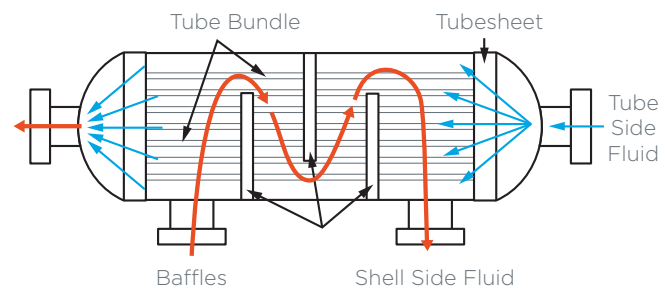 Tube Bundle
Tubesheet
Tube
Side
Fluid
Baffles
Shell Side Fluid